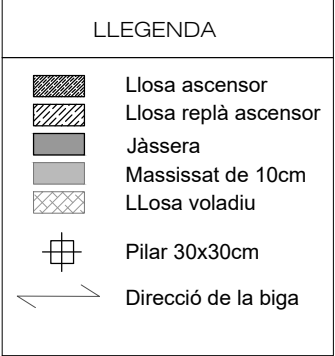 LLEGENDA
Llosa ascensor
Llosa replà ascensor
Jàssera
Massissat de 10cm
LLosa voladiu
Pilar 30x30cm
Direcció de la biga